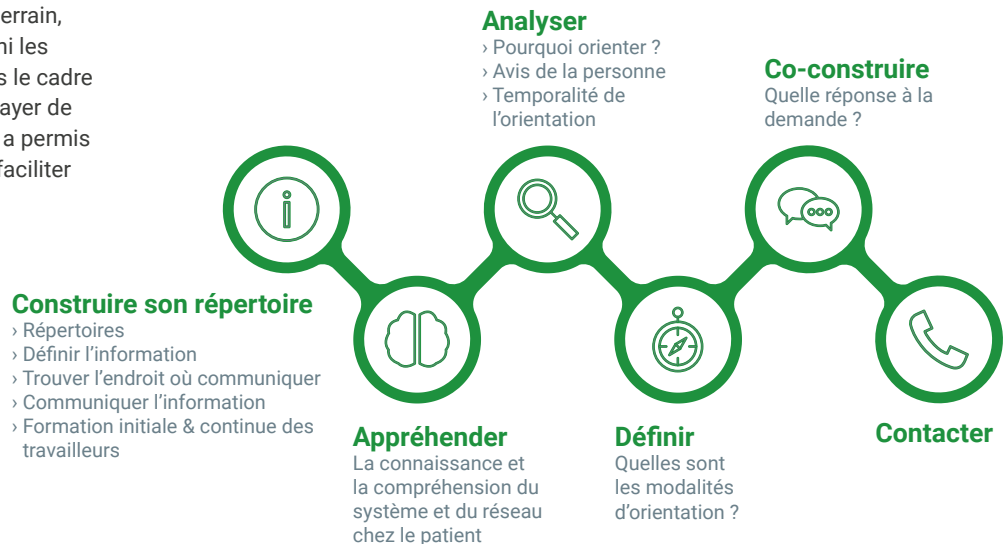 errain,
ni les
s le cadre
ayer de
a permis
faciliter
Analyser
› Pourquoi orienter ?
› Avis de la personne
› Temporalité de
l'orientation
Co-construire
Quelle réponse à la
demande ?
Construire son répertoire
› Répertoires
› Définir l'information
› Trouver l'endroit où communiquer
› Communiquer l'information
› Formation initiale & continue des
travailleurs
Appréhender
La connaissance et
la compréhension du
système et du réseau
chez le patient
Définir
Quelles sont
les modalités
d'orientation ?
Contacter